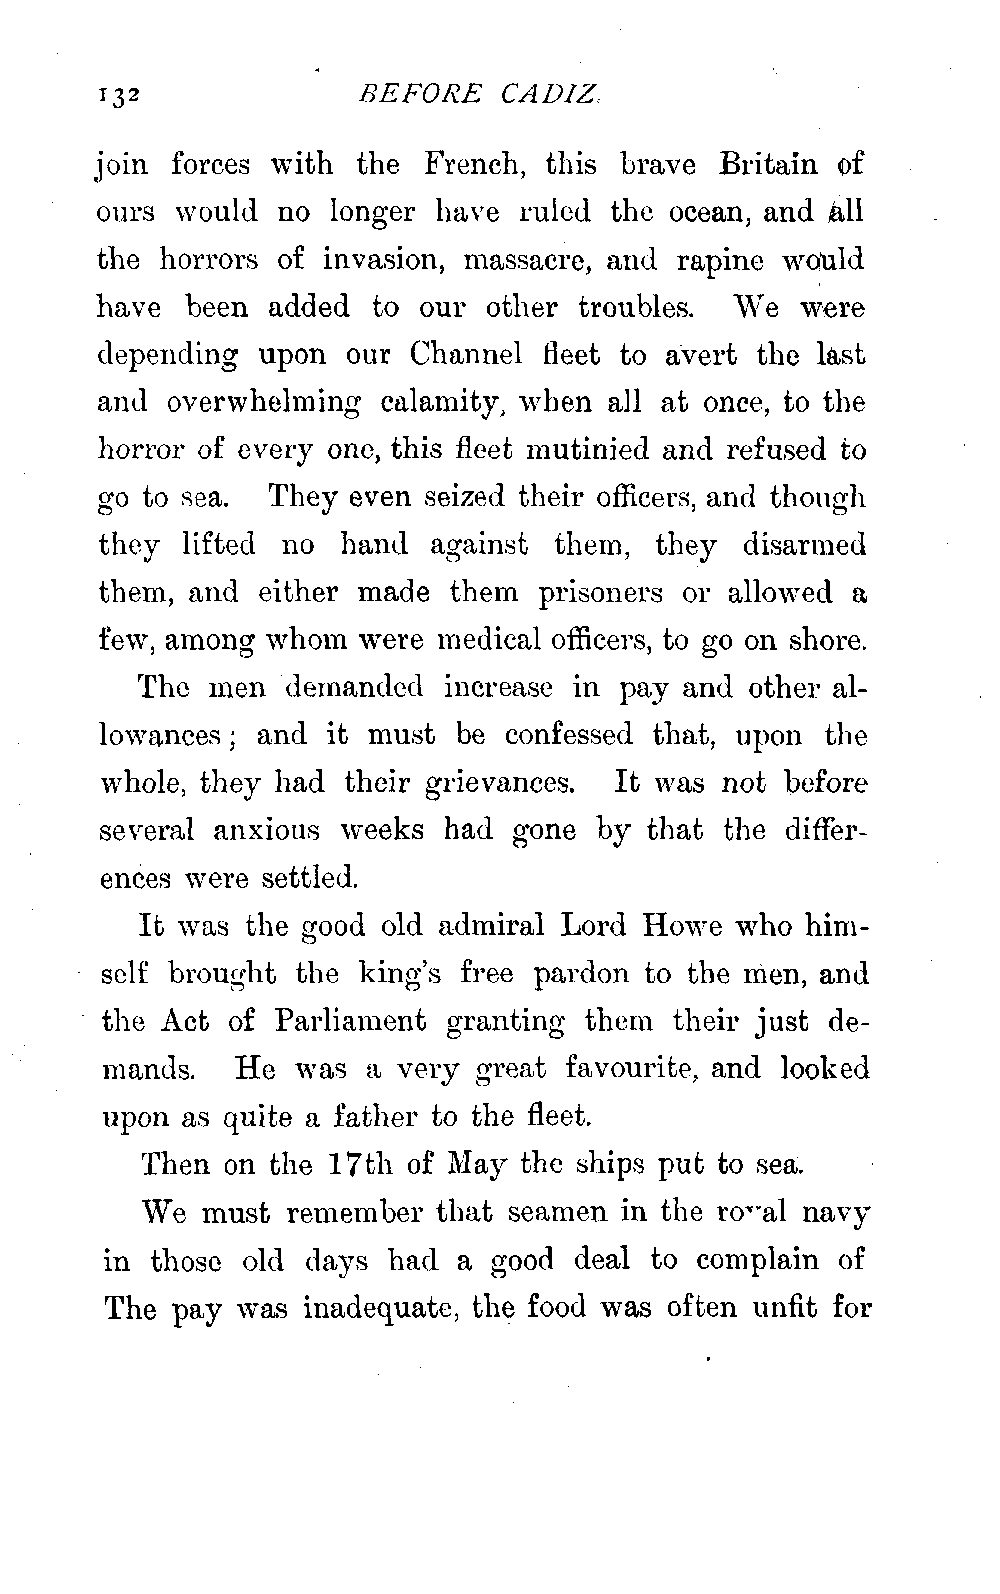 132 BEFORE CADIZ.
join forces with the French, this brave Britain of
ours would no longer have ruled the ocean, and all
the horrors of invasion, massacre, and rapine would
have been added to our other troubles. We were
depending upon our Channel fleet to avert the last
and overwhelming calamity, when all at once, to the
horror of every one, this fleet mutinied and refused to
go to sea. They even seized their officers, and though
they lifted no hand against them, they disarmed
them, and either made them prisoners or allowed a
few, among whom were medical officers, to go on shore.
The men demanded increase in pay and other al-
lowances; and it must be confessed that, upon the
whole, they had their grievances. It was not before
several anxious weeks had gone by that the differ-
ences were settled.
It was the good old admiral Lord Howe who him-
self brought the king's free pardon to the men, and
the Act of Parliament granting them their just de-
mands. He was a very great favourite, and looked
upon as quite a father to the fleet.
Then on the 17th of May the ships put to sea.
We must remember that seamen in the royal navy
in those old days had a good deal to complain of
The pay was inadequate, the food was often unfit for